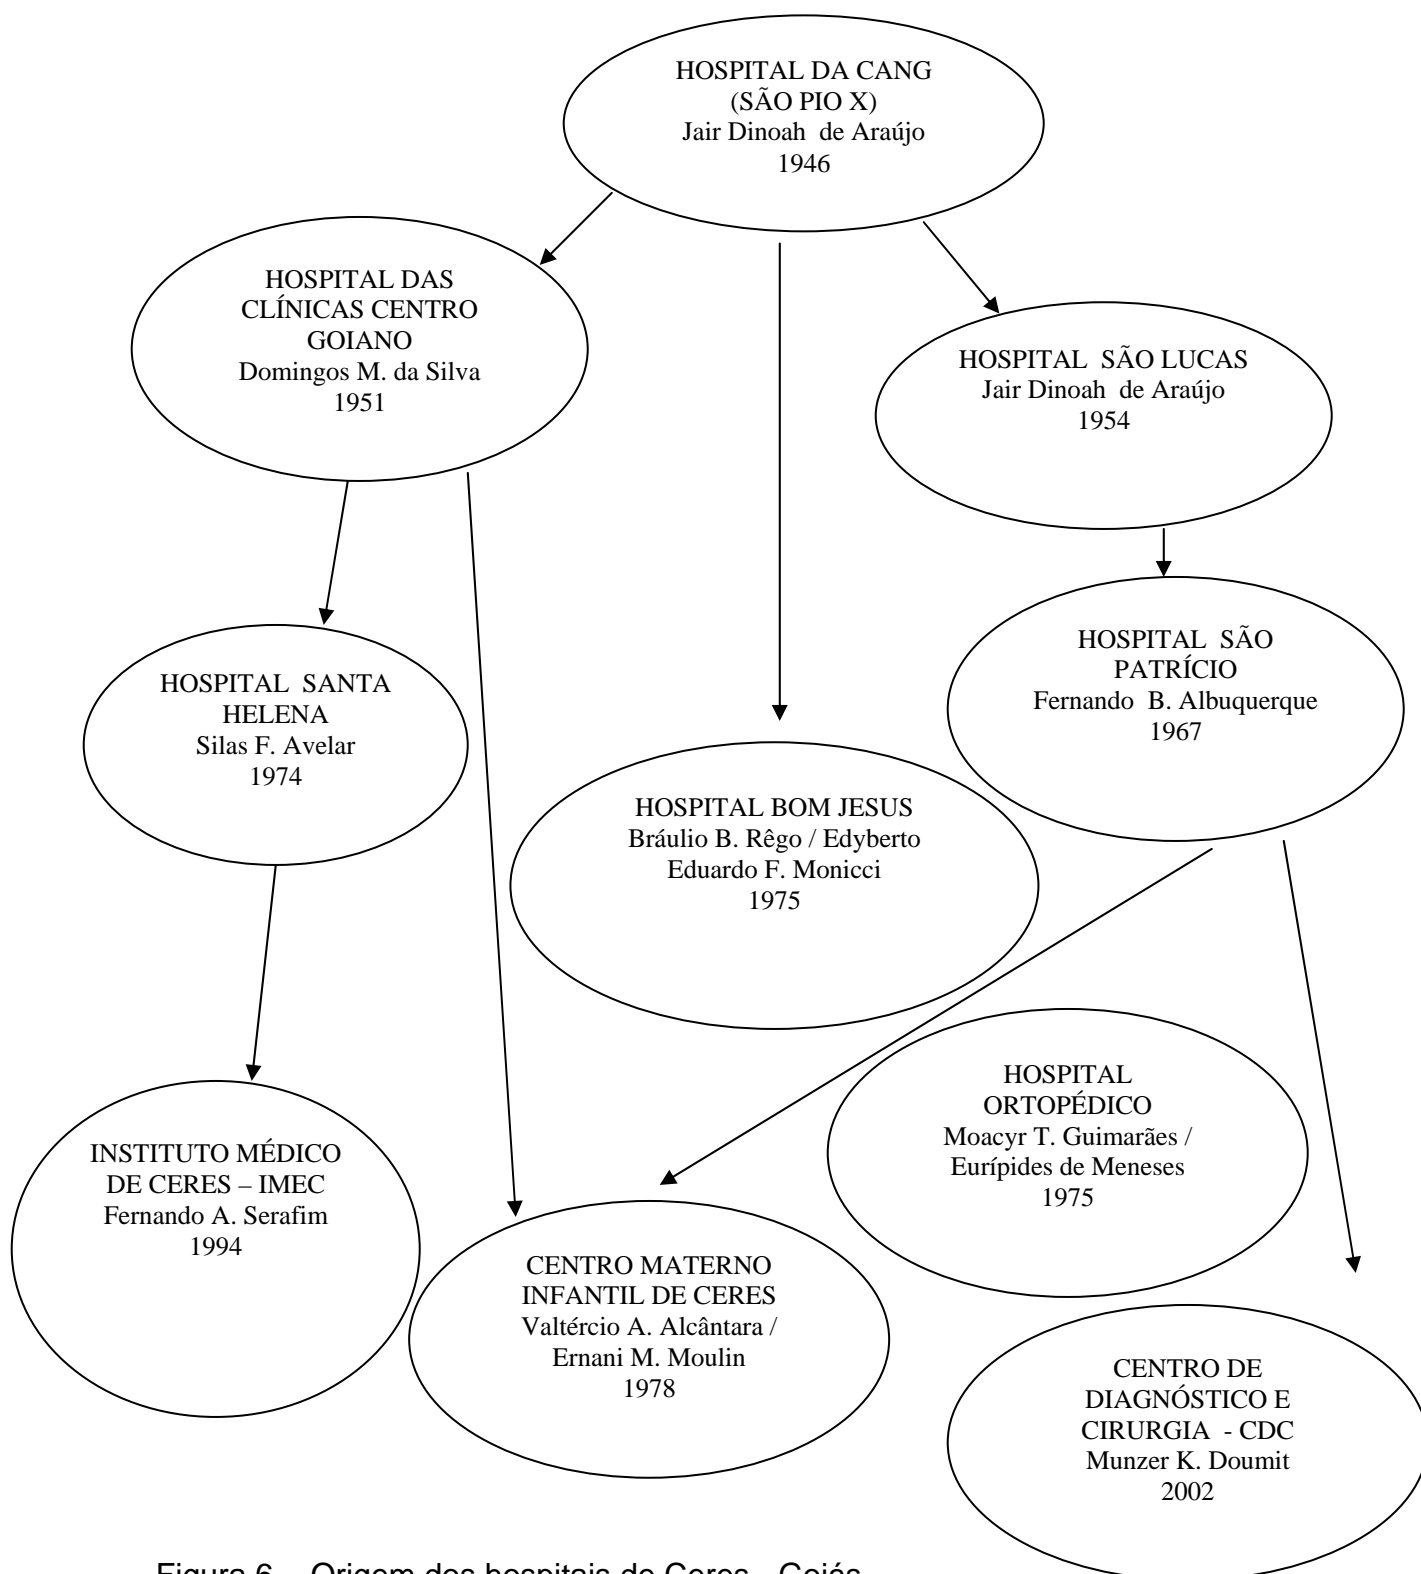 HOSPITAL DA CANG
(SÃO PIO X)
Jair Dinoah de Araújo
1946
HOSPITAL DAS
CLÍNICAS CENTRO
GOIANO
Domingos M. da Silva
1951
HOSPITAL SÃO LUCAS
Jair Dinoah de Araújo
1954
HOSPITAL SANTA
HELENA
Silas F. Avelar
1974
HOSPITAL SÃO
PATRÍCIO
Fernando B. Albuquerque
1967
HOSPITAL BOM JESUS
Bráulio B. Rêgo / Edyberto
Eduardo F. Monicci
1975
HOSPITAL
ORTOPÉDICO
Moacyr T. Guimarães /
Eurípides de Meneses
1975
INSTITUTO MÉDICO
DE CERES – IMEC
Fernando A. Serafim
1994
CENTRO MATERNO
INFANTIL DE CERES
Valtércio A. Alcântara /
Ernani M. Moulin
1978
CENTRO DE
DIAGNÓSTICO E
CIRURGIA - CDC
Munzer K. Doumit
2002
Figura 6 – Origem dos hospitais de Ceres - Goiás